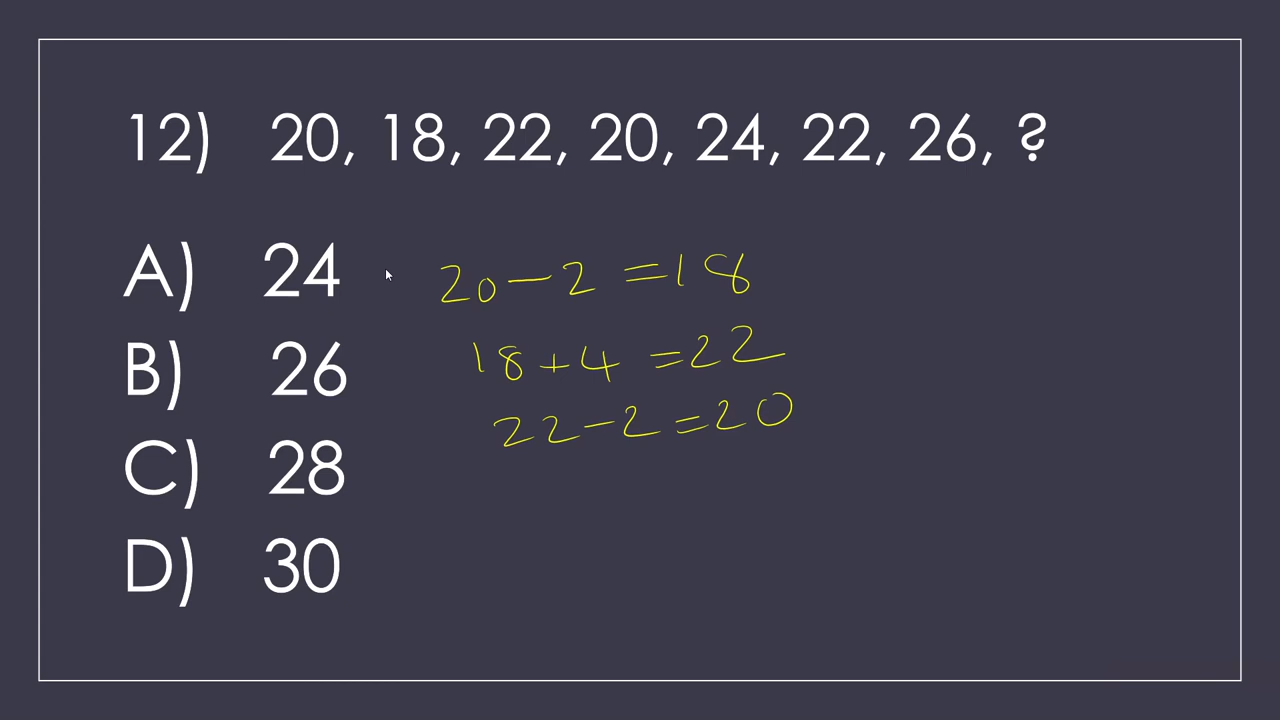 12) 20, 18, 22, 20, 24, 22, 26, ?
A) 24
20-2 =18
18+4 =22
B) 26
22-2=20
C) 28
D) 30